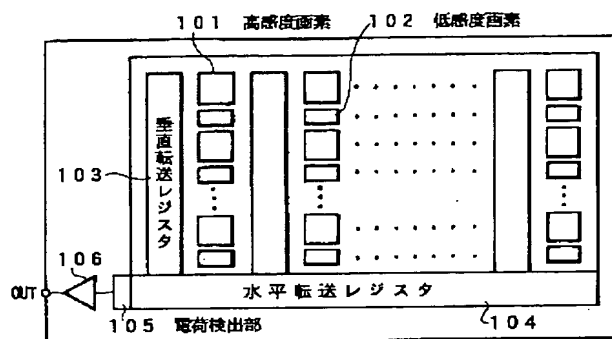 101 高感度画素
102 低感度画素
103
垂直転送レジスタ
106
OUT
水平転送レジスタ
105 電荷検出部
104